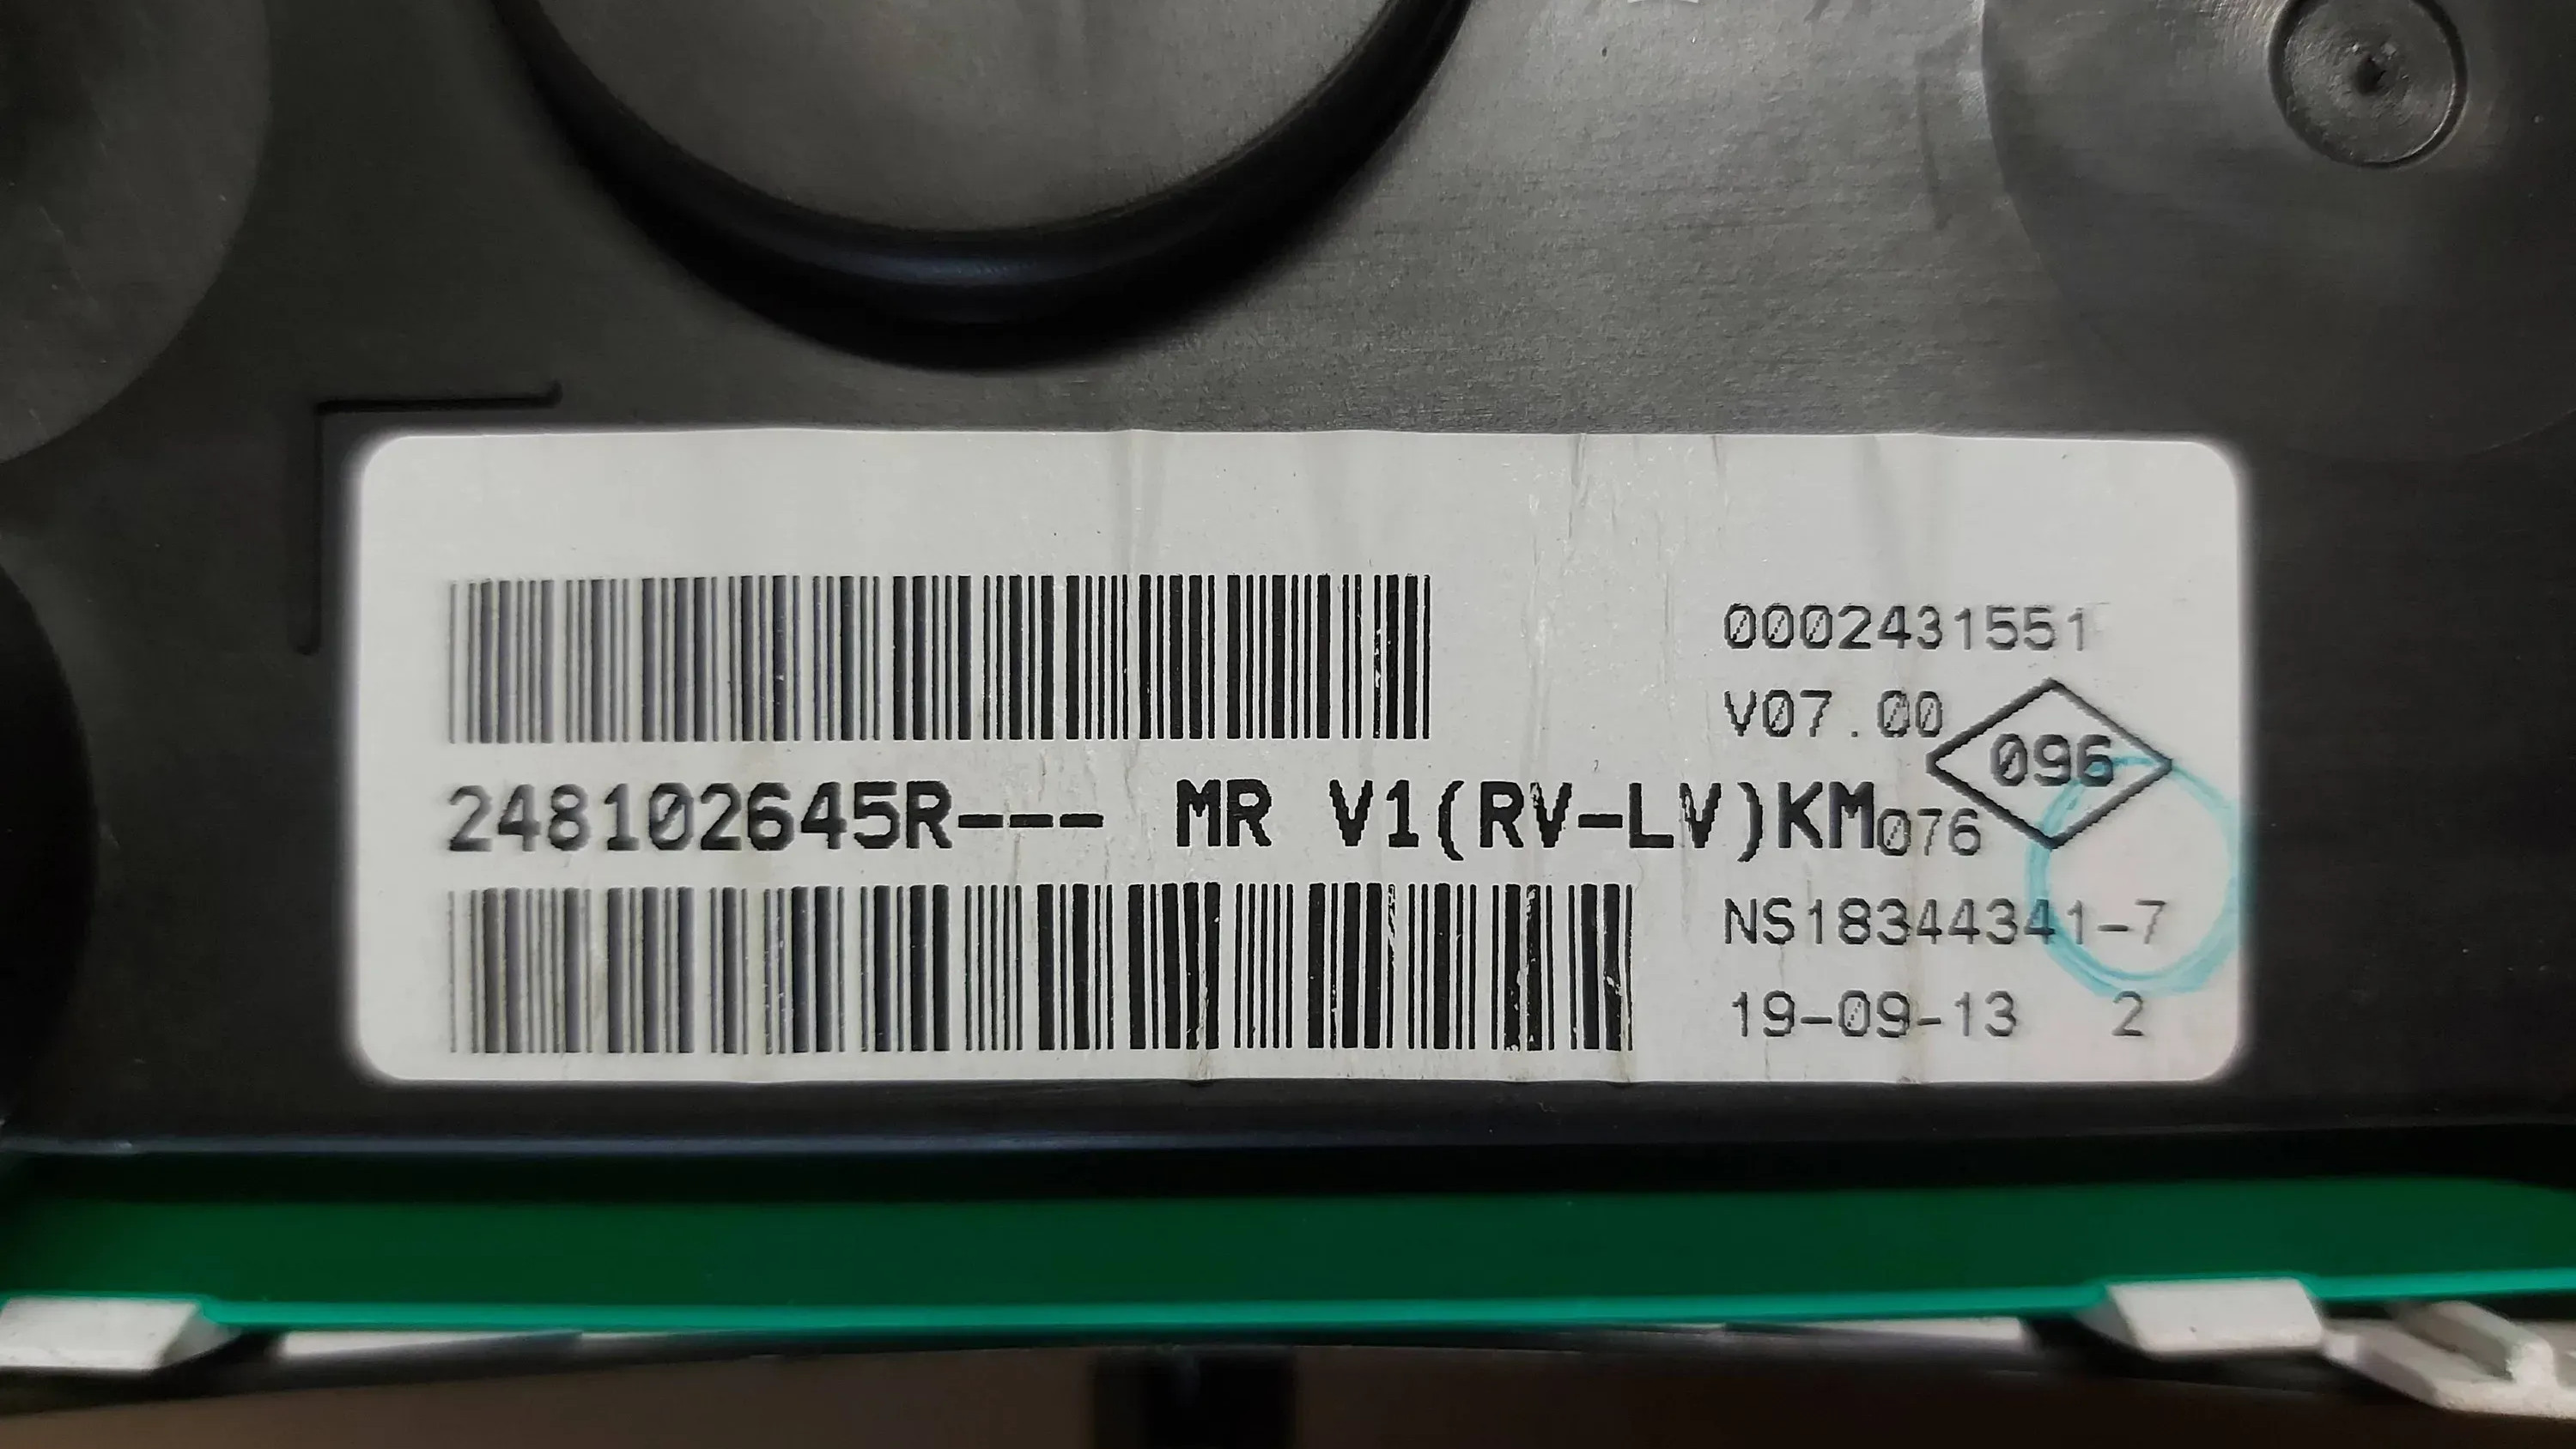 0002431551
V07.00
096
248102645R--- MR V1(RV-LV)KM076
NS18344341-7
19-09-13 2